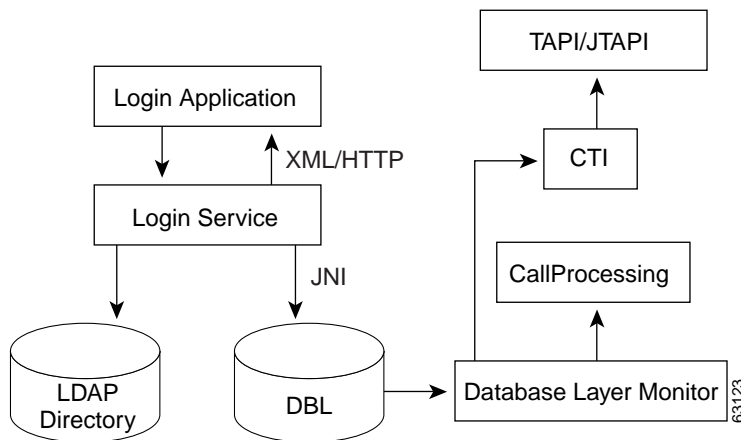 TAPI/JTAPI
Login Application
XML/HTTP
CTI
Login Service
JNI
CallProcessing
LDAP
Directory
DBL
Database Layer Monitor
63123